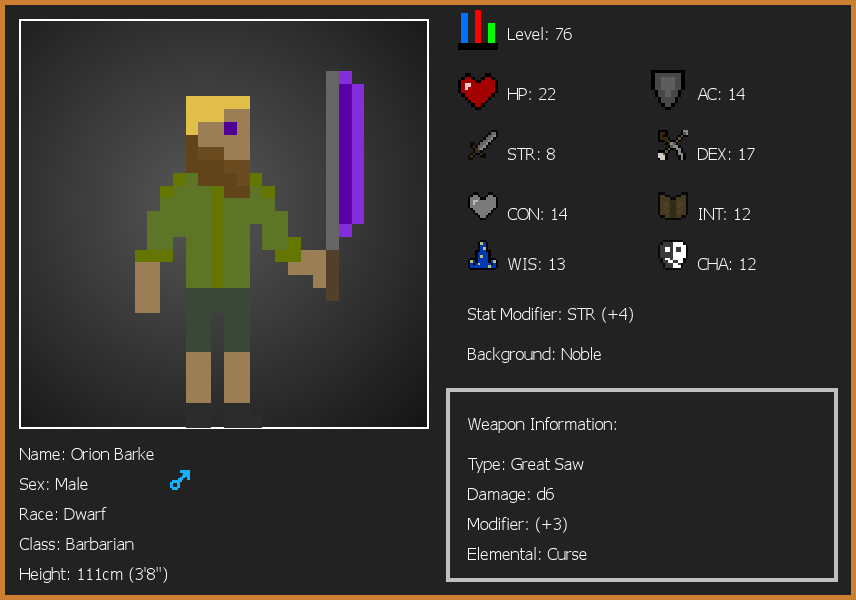 Level: 76
HP: 22
AC: 14
STR: 8
DEX: 17
CON: 14
INT: 12
WIS: 13
CHA: 12
Stat Modifier: STR (+4)
Background: Noble
Weapon Information:
Type: Great Saw
Damage: d6
Modifier: (+3)
Elemental: Curse
Name: Orion Barke
Sex: Male
Race: Dwarf
Class: Barbarian
Height: 111cm (3'8")